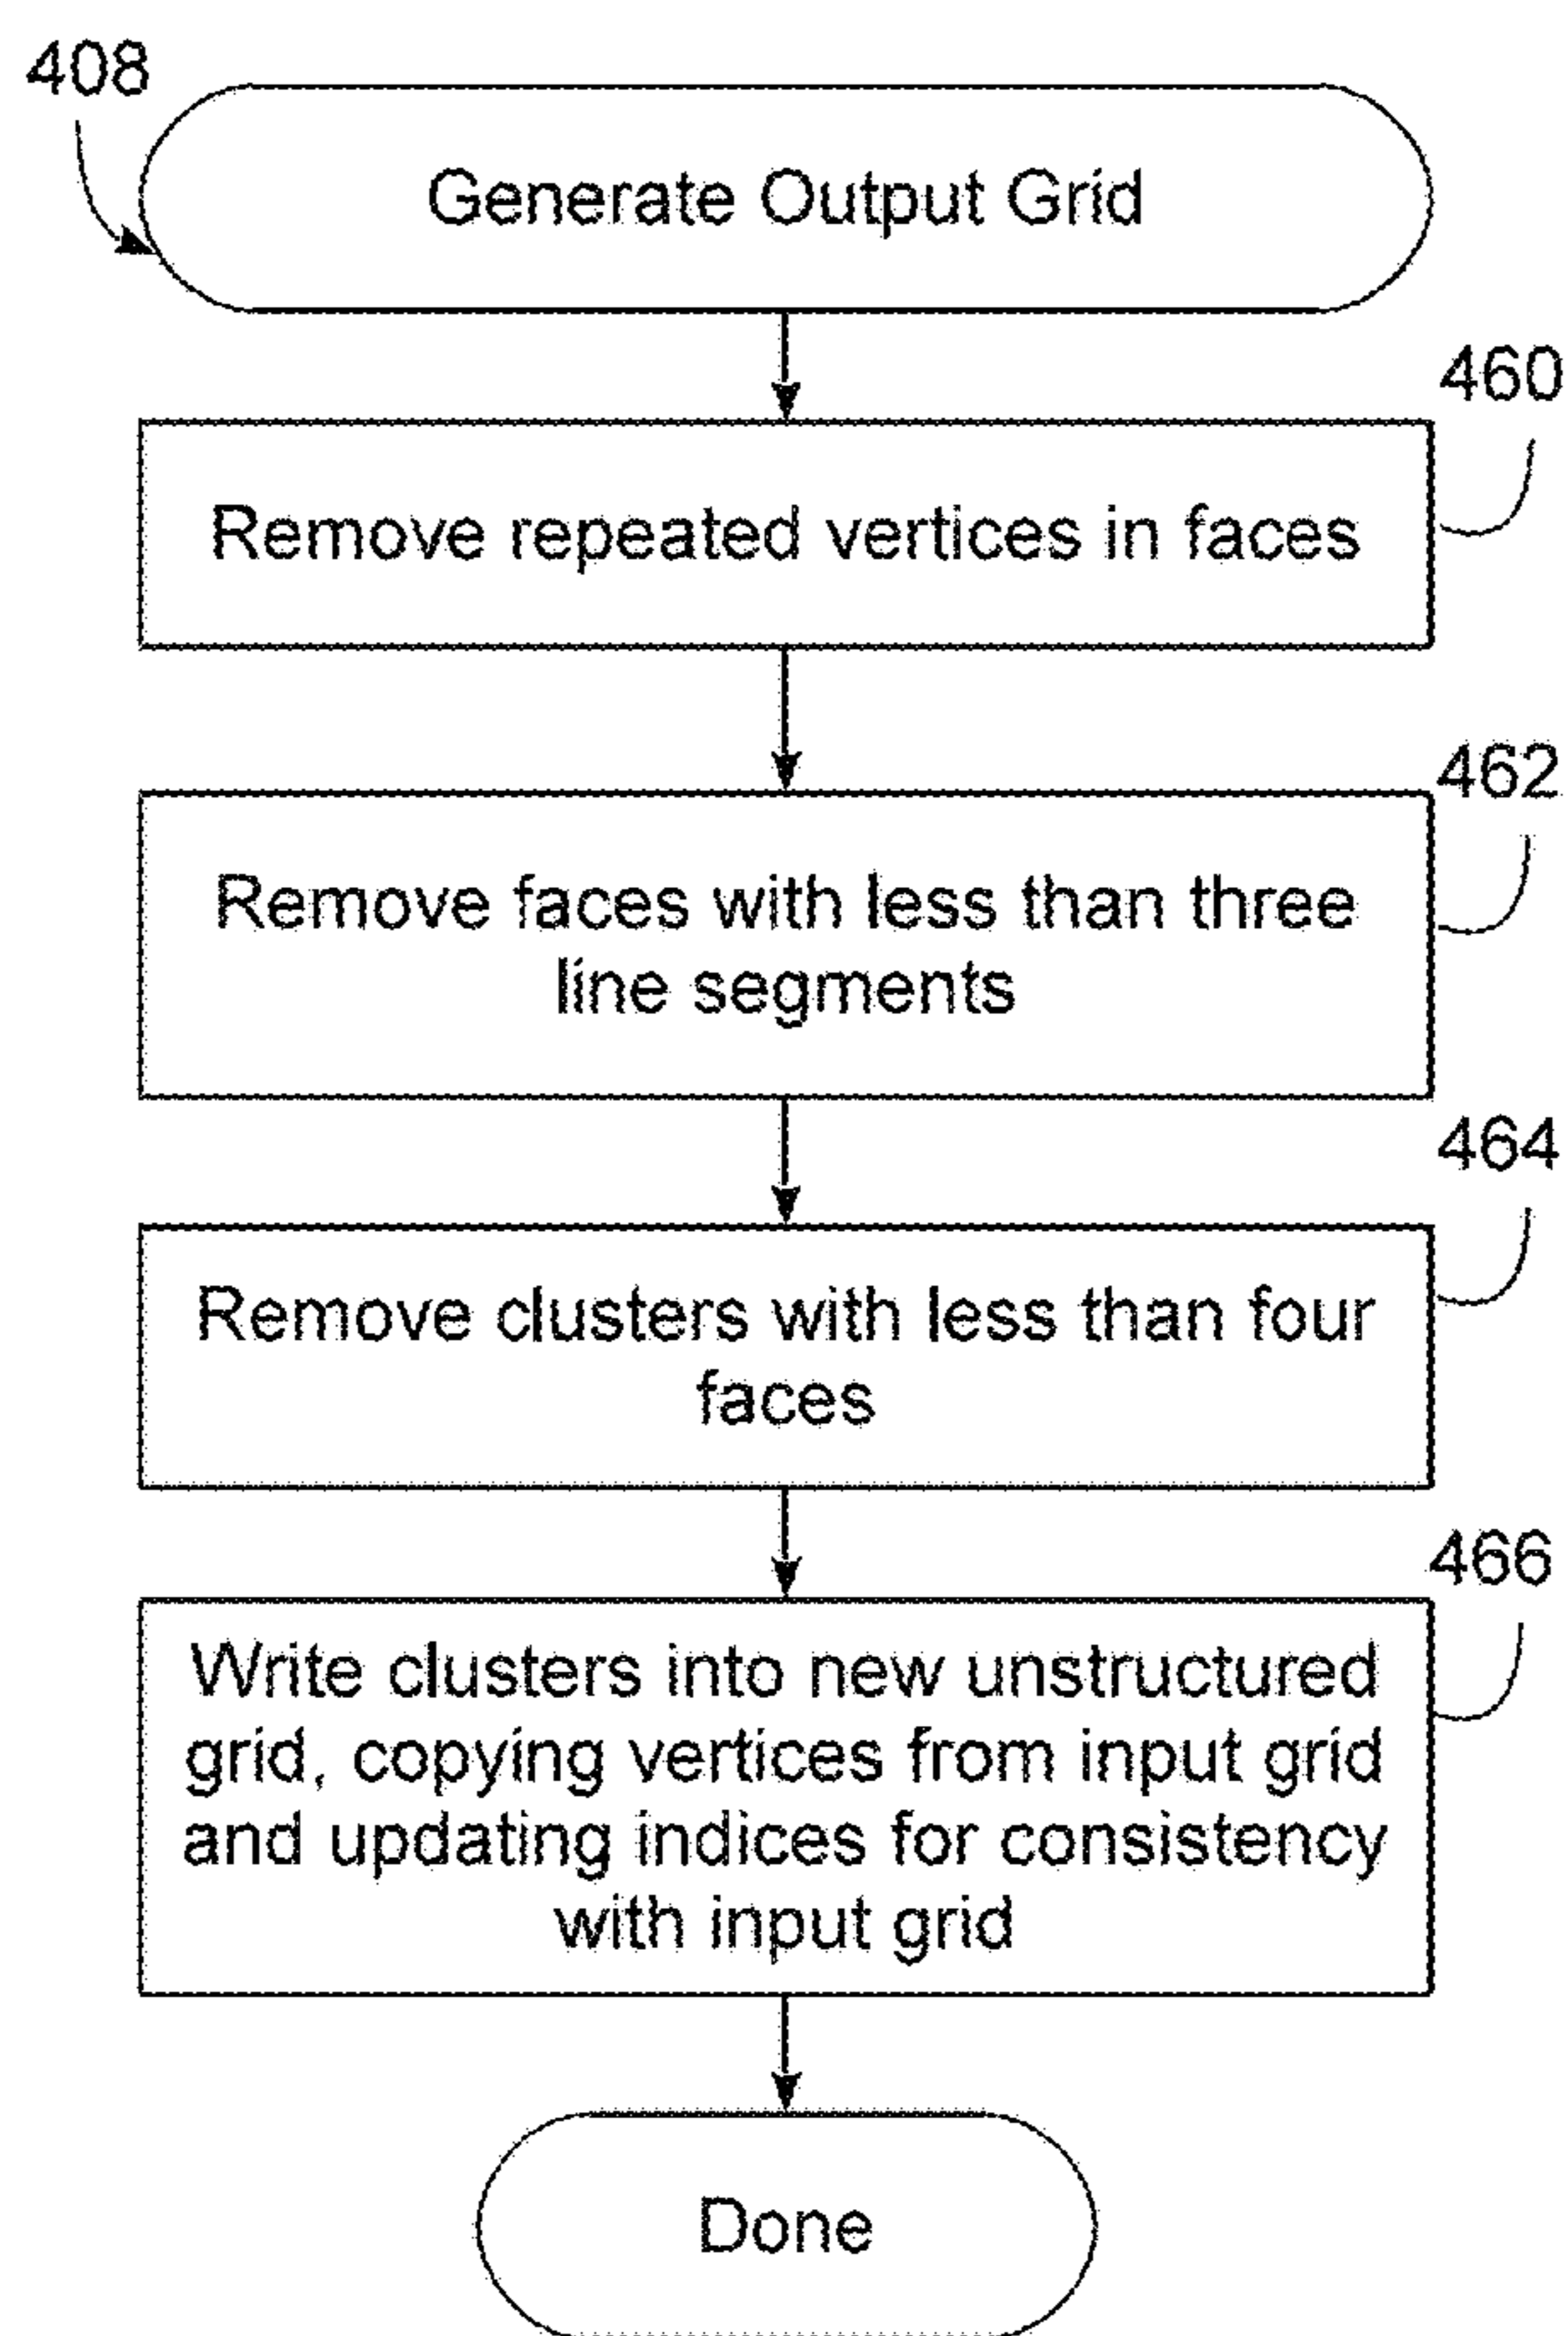 408
Generate Output Grid
460
Remove repeated vertices in faces
462
Remove faces with less than three
line segments
464
Remove clusters with less than four
faces
466
Write clusters into new unstructured
grid, copying vertices from input grid
and updating indices for consistency
with input grid
Done